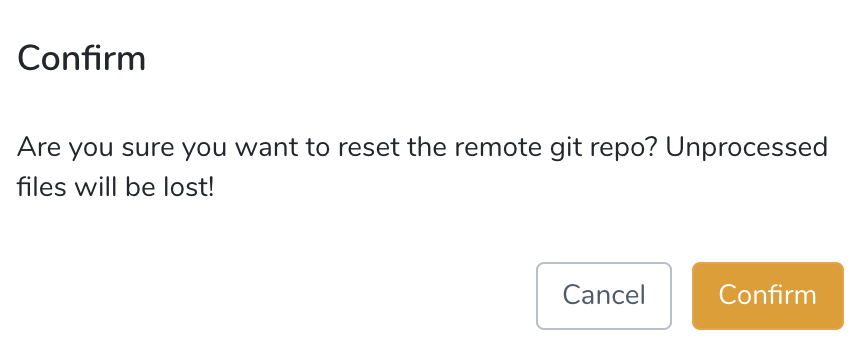 Confirm
Are you sure you want to reset the remote git repo? Unprocessed
files will be lost!
Cancel
Confirm